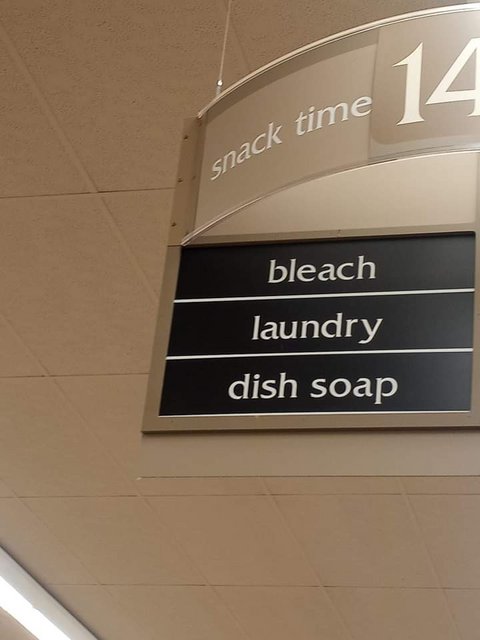 snack time 14
bleach
laundry
dish soap